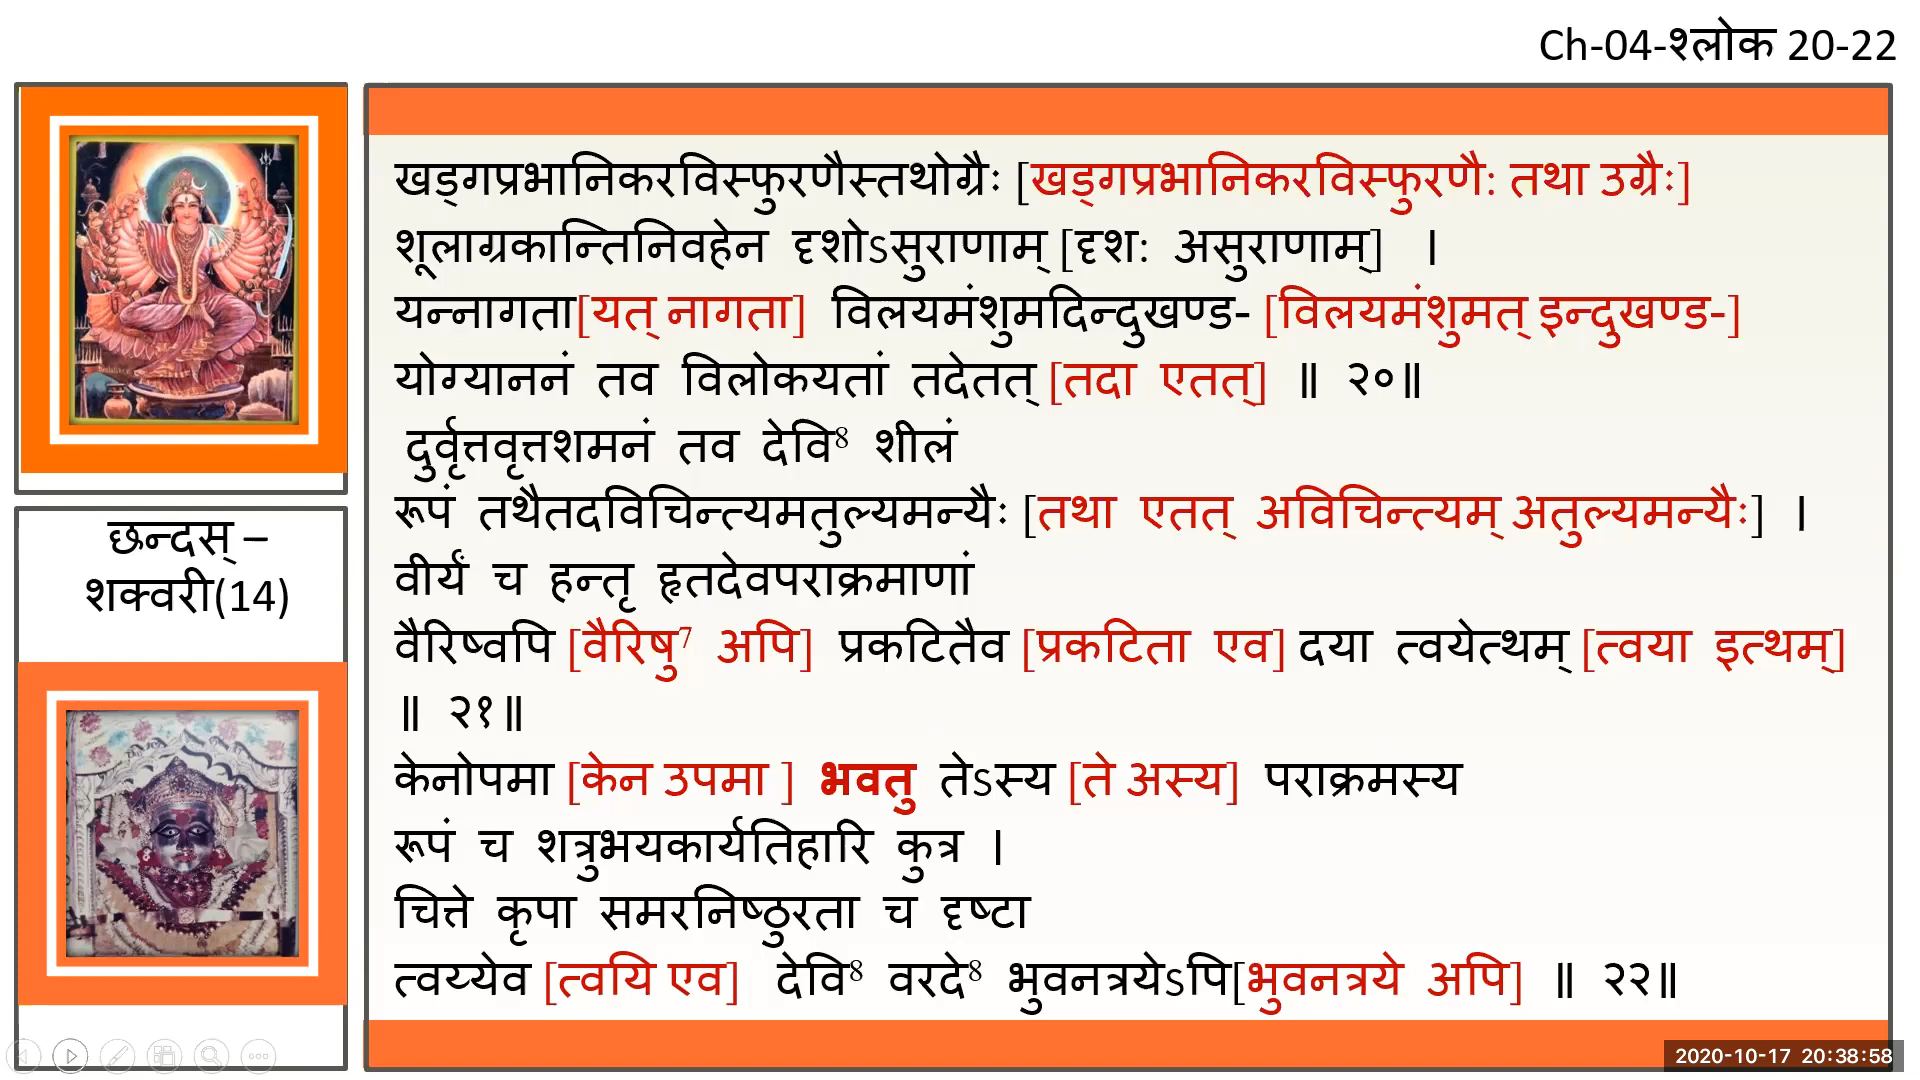 Ch-04-श्लोक 20-22
खड्गप्रभानिकरविस्फुरणैस्तथोग्रैः [खड्गप्रभानिकरविस्फुरणै: तथा उग्रैः]
शूलाग्रकान्तिनिवहेन दृशोऽसुराणाम् [दृश: असुराणाम्] ।
यन्नागता[यत् नागता] विलयमंशुमदिन्दुखण्ड- [विलयमंशुमत् इन्दुखण्ड-]
योग्याननं तव विलोकयतां तदेतत् [तदा एतत्] ॥ २०॥
दुर्वृत्तवृत्तशमनं तव देवि⁸ शीलं
रूपं तथैतदविचिन्त्यमतुल्यमन्यैः [तथा एतत् अविचिन्त्यम् अतुल्यमन्यैः] ।
वीर्यं च हन्तृ हृतदेवपराक्रमाणां
वैरिष्वपि [वैरिषु⁷ अपि] प्रकटितैव [प्रकटिता एव] दया त्वयेत्थम् [त्वया इत्थम्]
॥ २१॥
केनोपमा [केन उपमा ] भवतु तेऽस्य [ते अस्य] पराक्रमस्य
रूपं च शत्रुभयकार्यतिहारि कुत्र ।
चित्ते कृपा समरनिष्ठुरता च दृष्टा
त्वय्येव [त्वयि एव] देवि⁸ वरदे⁸ भुवनत्रयेऽपि[भुवनत्रये अपि] ॥ २२॥
छन्दस् –
शक्वरी(14)
2020-10-17 20:38:58